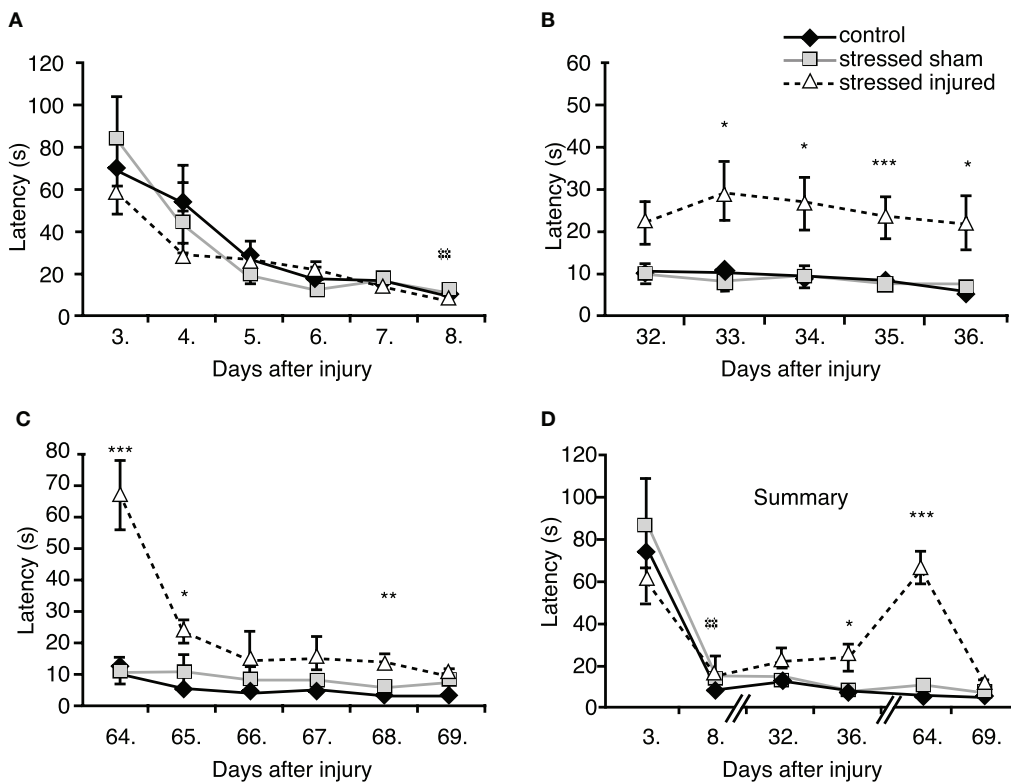 A
120
100
80
60
40
20
0
Latency (s)
3. 4. 5. 6. 7. 8.
Days after injury
B
control
stressed sham
stressed injured
60
50
40
30
20
10
0
Latency (s)
* * *** *
32. 33. 34. 35. 36.
Days after injury
C
80
70
60
50
40
30
20
10
0
Latency (s)
***
*
**
64. 65. 66. 67. 68. 69.
Days after injury
D
Summary
120
100
80
60
40
20
0
Latency (s)
*
***
3. 8. 32. 36. 64. 69.
Days after injury